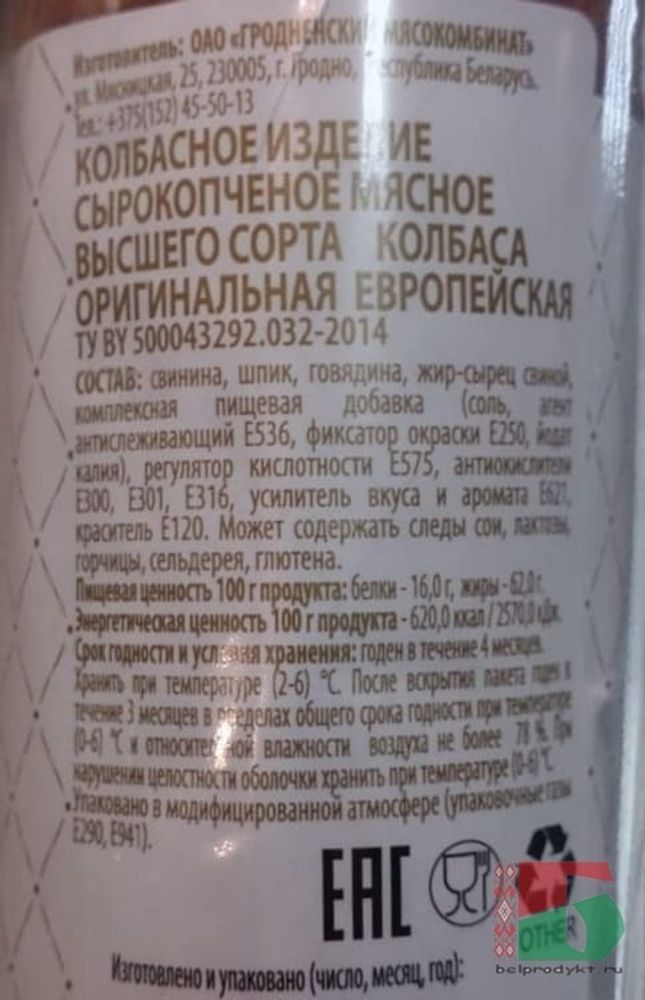 Изготовитель: ОАО «ГРОДНЕНСКИЙ МЯСОКОМБИНАТ»
ул. Мясницкая, 25, 230005, г. Гродно, Республика Беларусь.
Тел.: +375(152) 45-50-13
КОЛБАСНОЕ ИЗДЕЛИЕ
СЫРОКОПЧЕНОЕ МЯСНОЕ
ВЫСШЕГО СОРТА КОЛБАСА
ОРИГИНАЛЬНАЯ ЕВРОПЕЙСКАЯ
ТУ BY 500043292.032-2014
СОСТАВ: свинина, шпик, говядина, жир-сырец свиной,
комплексная пищевая добавка (соль, агент
антислеживающий Е536, фиксатор окраски Е250, йодат
калия), регулятор кислотности Е575, антиокислители
Е300, Е301, Е316, усилитель вкуса и аромата Е621,
краситель Е120. Может содержать следы сои, лактозы,
горчицы, сельдерея, глютена.
Пищевая ценность 100 г продукта: белки - 16,0 г, жиры - 62,0 г.
Энергетическая ценность 100 г продукта - 620,0 ккал / 2570,0 кДж.
Срок годности и условия хранения: годен в течение 4 месяцев.
Хранить при температуре (2-6) °C. После вскрытия пакета годен в
течение 3 месяцев в пределах общего срока годности при температуре
(0-6) °C и относительной влажности воздуха не более 78 %. При
нарушении целостности оболочки хранить при температуре (0-6) °C.
Упаковано в модифицированной атмосфере (упаковочные газы
Е290, Е941).
ЕАС
OTHER
belprodykt.ru
Изготовлено и упаковано (число, месяц, год):